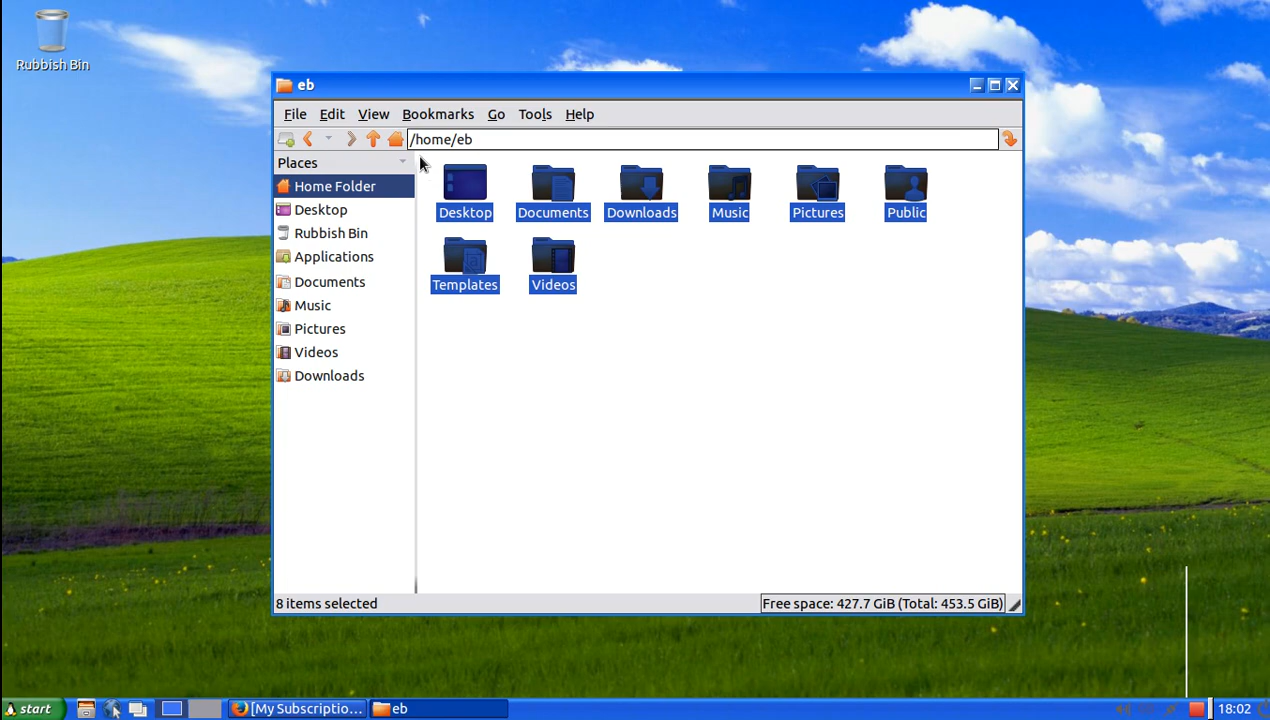 Rubbish Bin
eb
File Edit View Bookmarks Go Tools Help
/home/eb
Places
Home Folder
Desktop
Rubbish Bin
Applications
Documents
Music
Pictures
Videos
Downloads
Desktop Documents Downloads Music Pictures Public
Templates Videos
8 items selected
Free space: 427.7 GiB (Total: 453.5 GiB)
start
[My Subscriptio...
eb
18:02